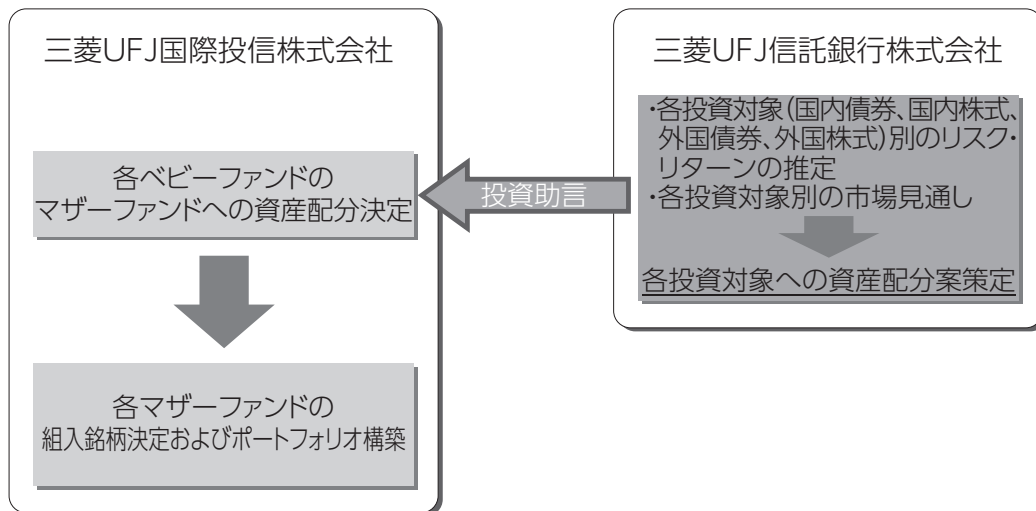 三菱UFJ国際投信株式会社
各ベビーファンドの
マザーファンドへの資産配分決定
各マザーファンドの
組入銘柄決定およびポートフォリオ構築
投資助言
三菱UFJ信託銀行株式会社
・各投資対象(国内債券、国内株式、
外国債券、外国株式)別のリスク・
リターンの推定
・各投資対象別の市場見通し
各投資対象への資産配分案策定